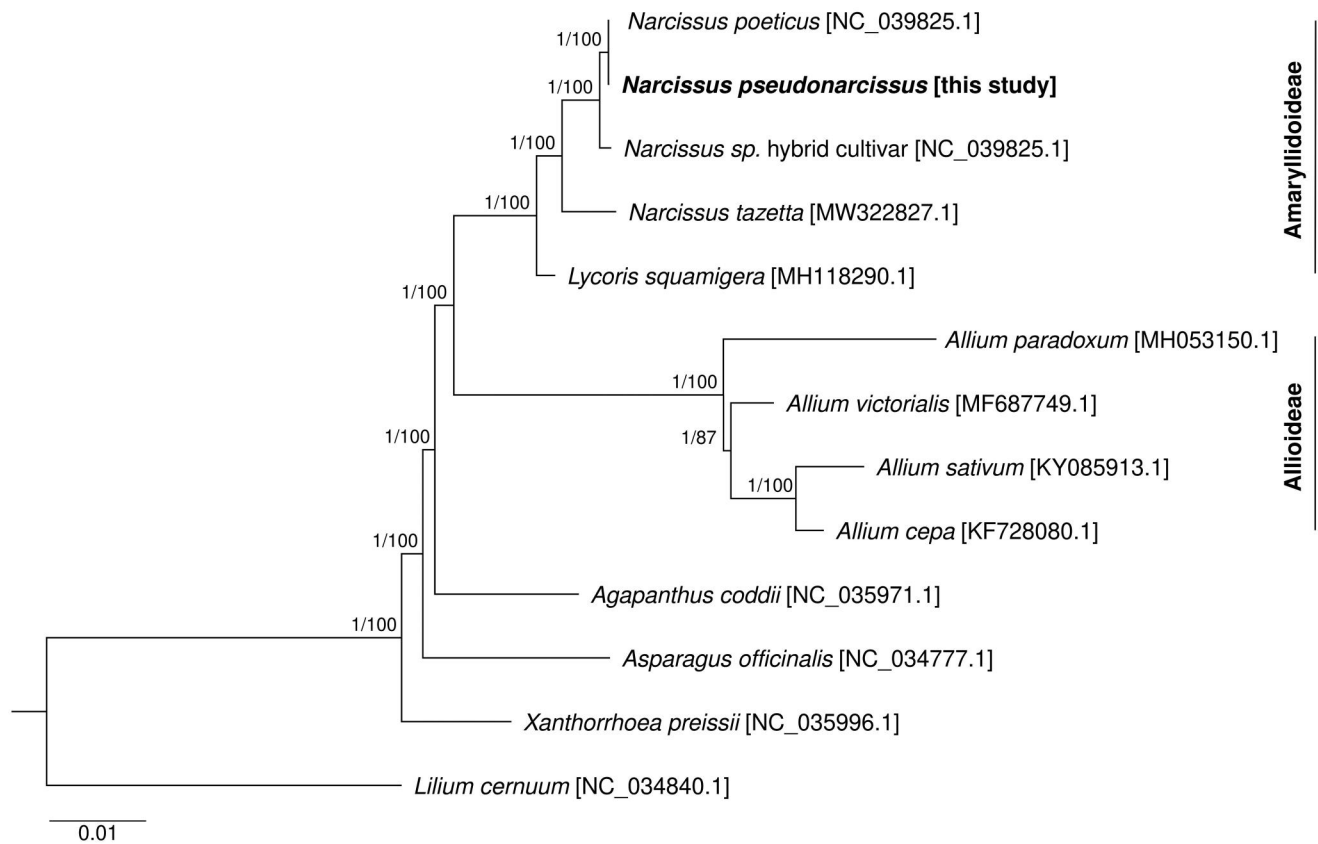 Narcissus poeticus [NC_039825.1]
1/100
Narcissus pseudonarcissus [this study]
1/100
Narcissus sp. hybrid cultivar [NC_039825.1]
1/100
Narcissus tazetta [MW322827.1]
1/100
Lycoris squamigera [MH118290.1]
Amaryllidoideae
1/100
Allium paradoxum [MH053150.1]
1/100
Allium victorialis [MF687749.1]
1/87
Allium sativum [KY085913.1]
1/100
Allium cepa [KF728080.1]
Allioideae
1/100
1/100
Agapanthus coddii [NC_035971.1]
1/100
Asparagus officinalis [NC_034777.1]
Xanthorrhoea preissii [NC_035996.1]
Lilium cernuum [NC_034840.1]
0.01